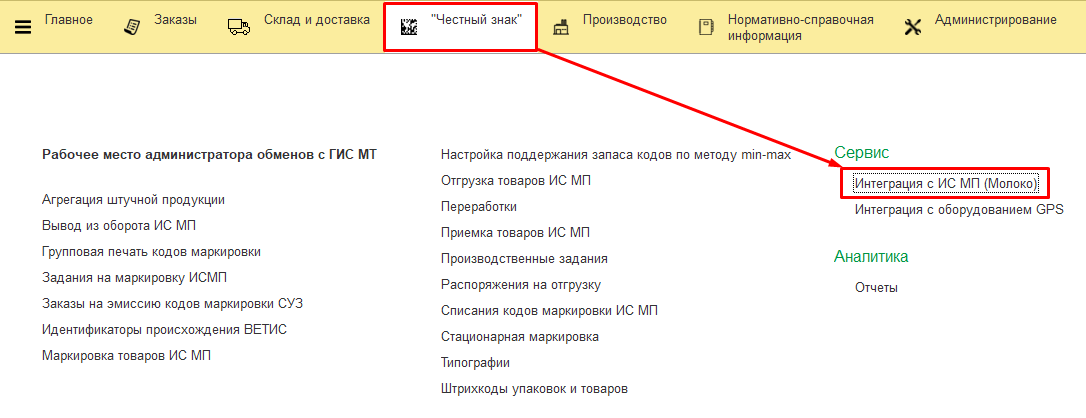 Главное
Заказы
Склад и доставка
"Честный знак"
Производство
Нормативно-справочная
информация
Администрирование
Рабочее место администратора обменов с ГИС МТ
Агрегация штучной продукции
Вывод из оборота ИС МП
Групповая печать кодов маркировки
Задания на маркировку ИСМП
Заказы на эмиссию кодов маркировки СУЗ
Идентификаторы происхождения ВЕТИС
Маркировка товаров ИС МП
Настройка поддержания запаса кодов по методу min-max
Отгрузка товаров ИС МП
Переработки
Приемка товаров ИС МП
Производственные задания
Распоряжения на отгрузку
Списания кодов маркировки ИС МП
Стационарная маркировка
Типографии
Штрихкоды упаковок и товаров
Сервис
Интеграция с ИС МП (Молоко)
Интеграция с оборудованием GPS
Аналитика
Отчеты